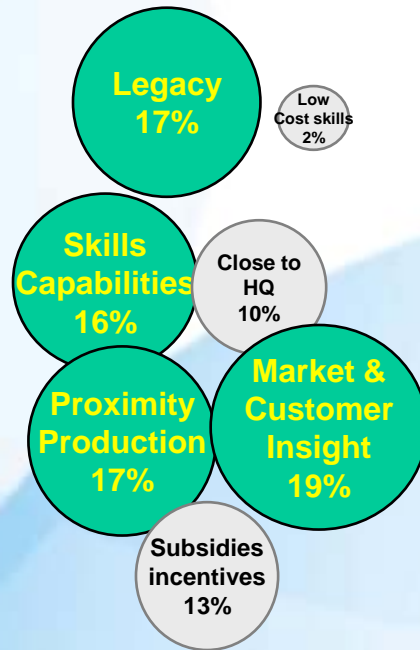 Legacy
17%
Low
Cost skills
2%
Skills
Capabilities
16%
Close to
HQ
10%
Proximity
Production
17%
Market &
Customer
Insight
19%
Subsidies
incentives
13%